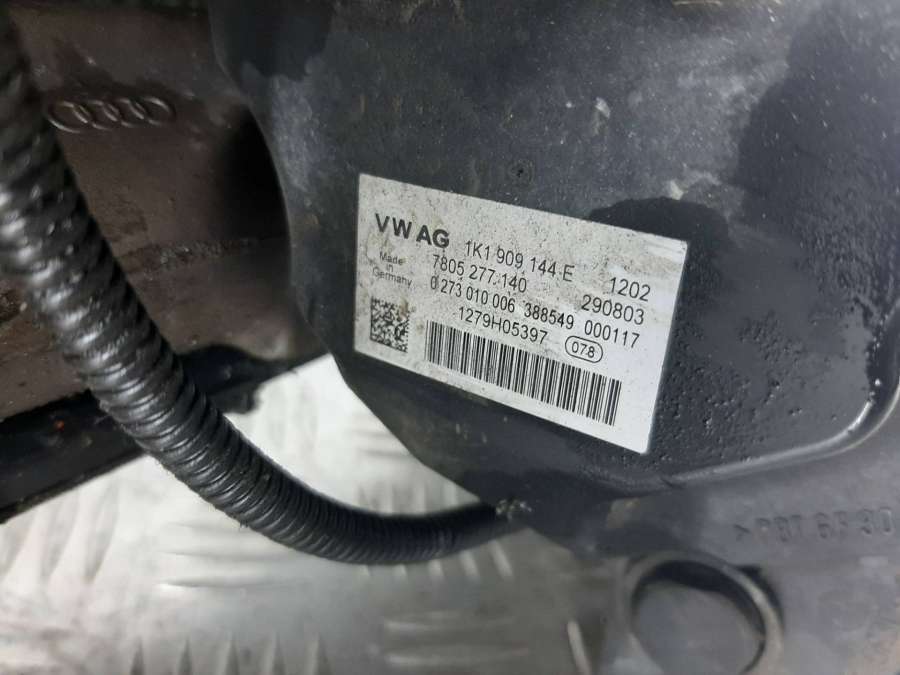 VW AG 1K1 909 144 E 1202
Made in Germany
7805 277.140 290803
0 273 010 006 388549 000117
1279H05397 078